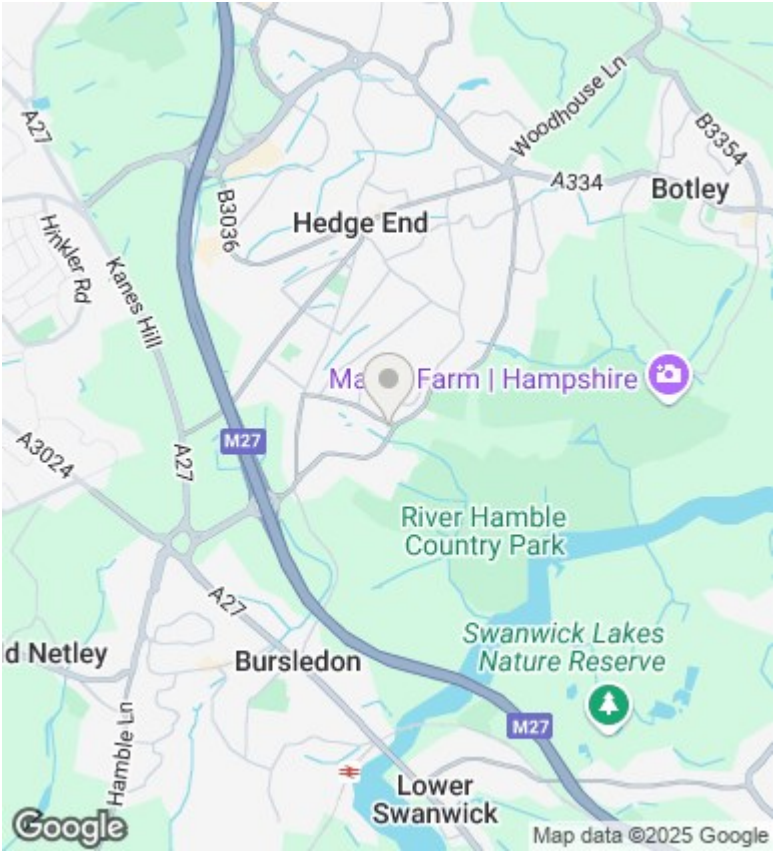 A27
Woodhouse Ln
B3354
A334
Botley
B3036
Hedge End
Hinkler Rd
Kanes Hill
Farm | Hampshire
M27
A3024
A27
River Hamble
Country Park
A27
Swanwick Lakes
Nature Reserve
Netley
Bursledon
Hamble Ln
M27
Lower
Swanwick
Google
Map data ©2025 Google